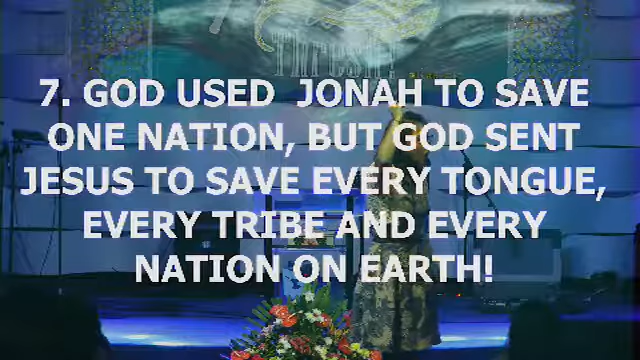 Thresh!
7. GOD USED  JONAH TO SAVE
ONE NATION, BUT GOD SENT
JESUS TO SAVE EVERY TONGUE,
EVERY TRIBE AND EVERY
NATION ON EARTH!